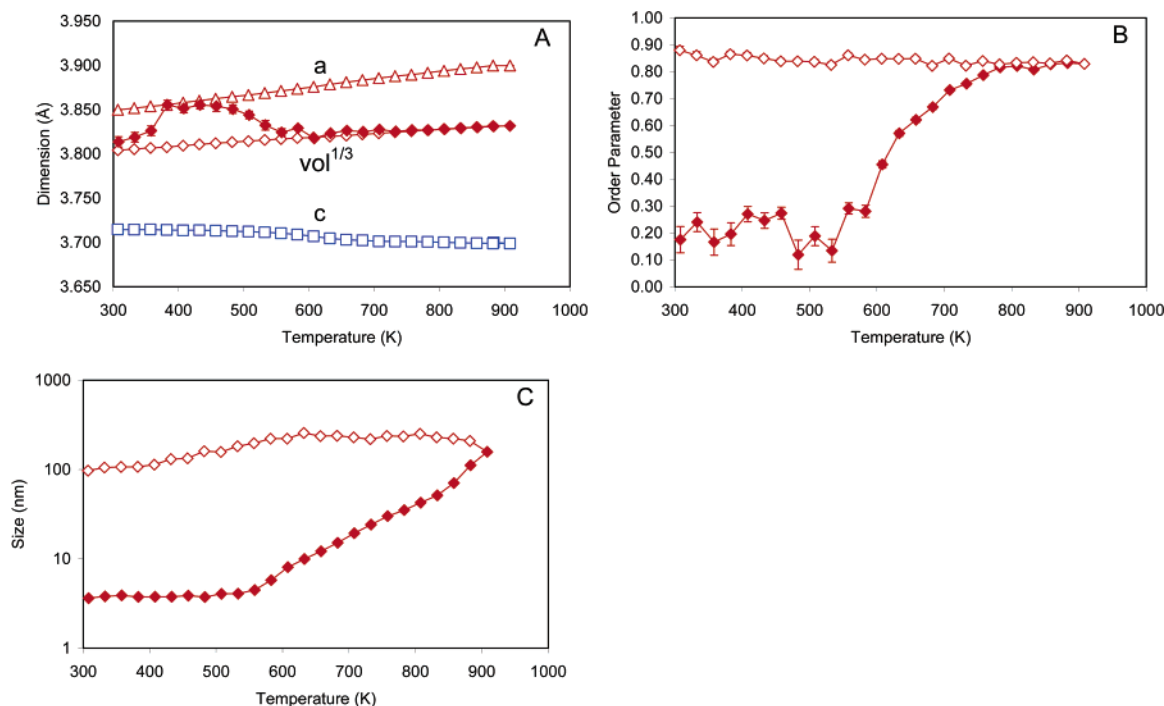 A
3.950
3.900
3.850
3.800
3.750
3.700
3.650
Dimension (Å)
a
vol1/3
c
300 400 500 600 700 800 900 1000
Temperature (K)
B
1.00
0.90
0.80
0.70
0.60
0.50
0.40
0.30
0.20
0.10
0.00
Order Parameter
300 400 500 600 700 800 900 1000
Temperature (K)
C
1000
100
10
1
Size (nm)
300 400 500 600 700 800 900 1000
Temperature (K)